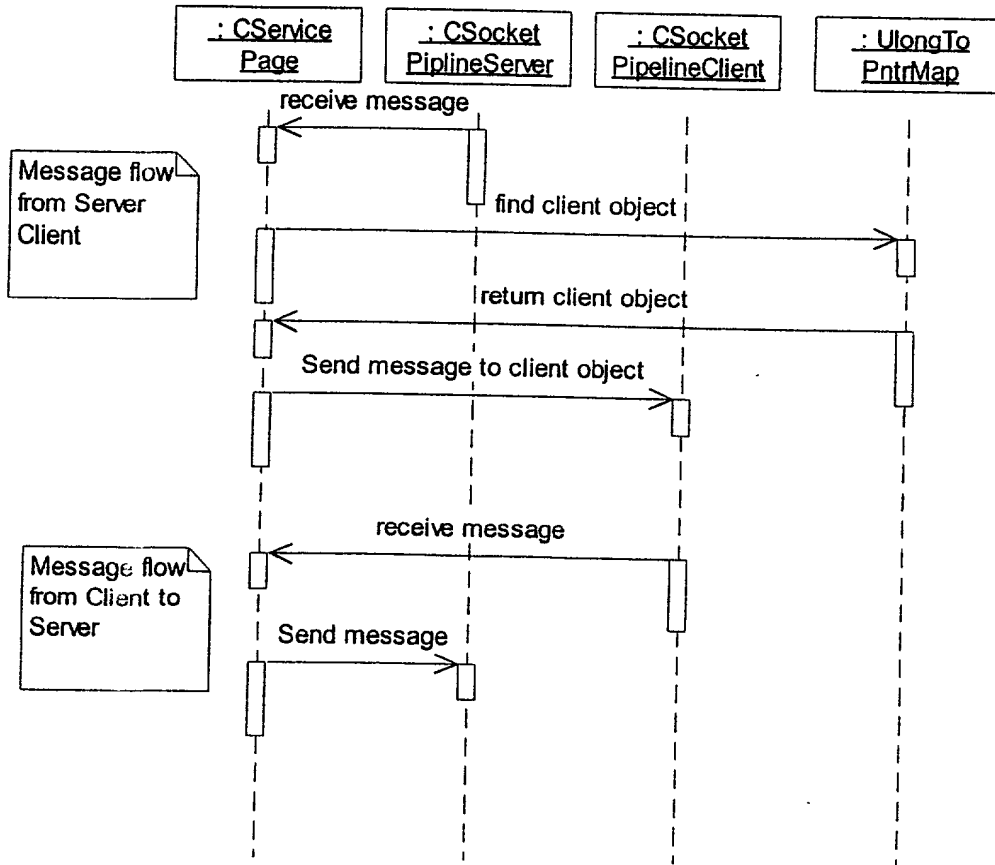 : CService
Page
: CSocket
PiplineServer
: CSocket
PipelineClient
: UlongTo
PntrMap
receive message
Message flow
from Server
Client
find client object
return client object
Send message to client object
receive message
Message flow
from Client to
Server
Send message